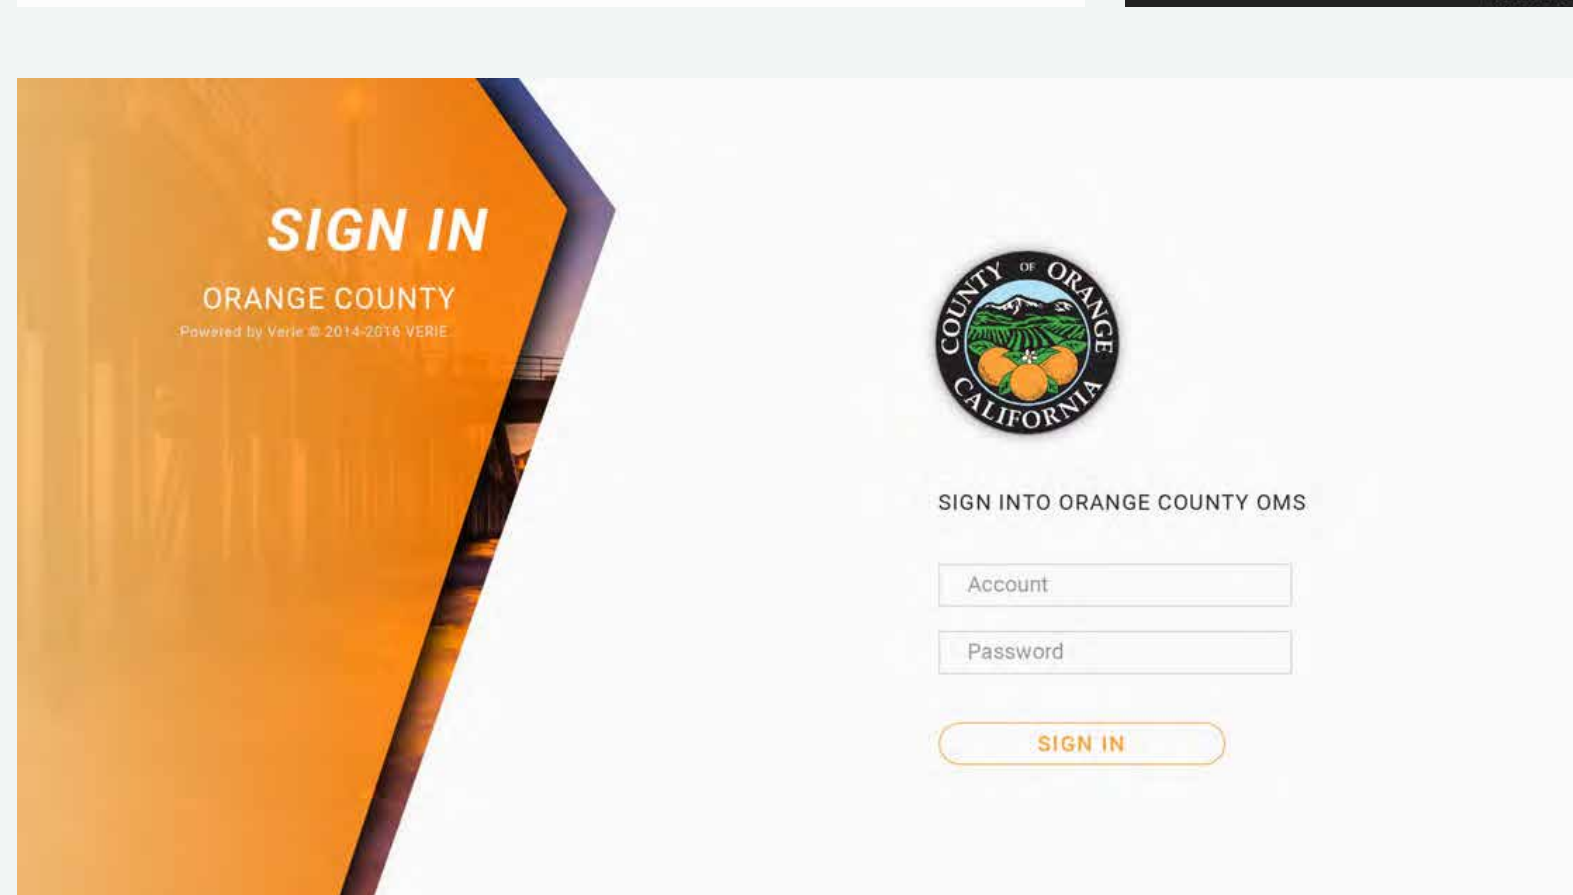 SIGN IN
ORANGE COUNTY
Powered by Verie © 2014-2016 VERIE.
COUNTY OF ORANGE
CALIFORNIA
SIGN INTO ORANGE COUNTY OMS
Account
Password
SIGN IN